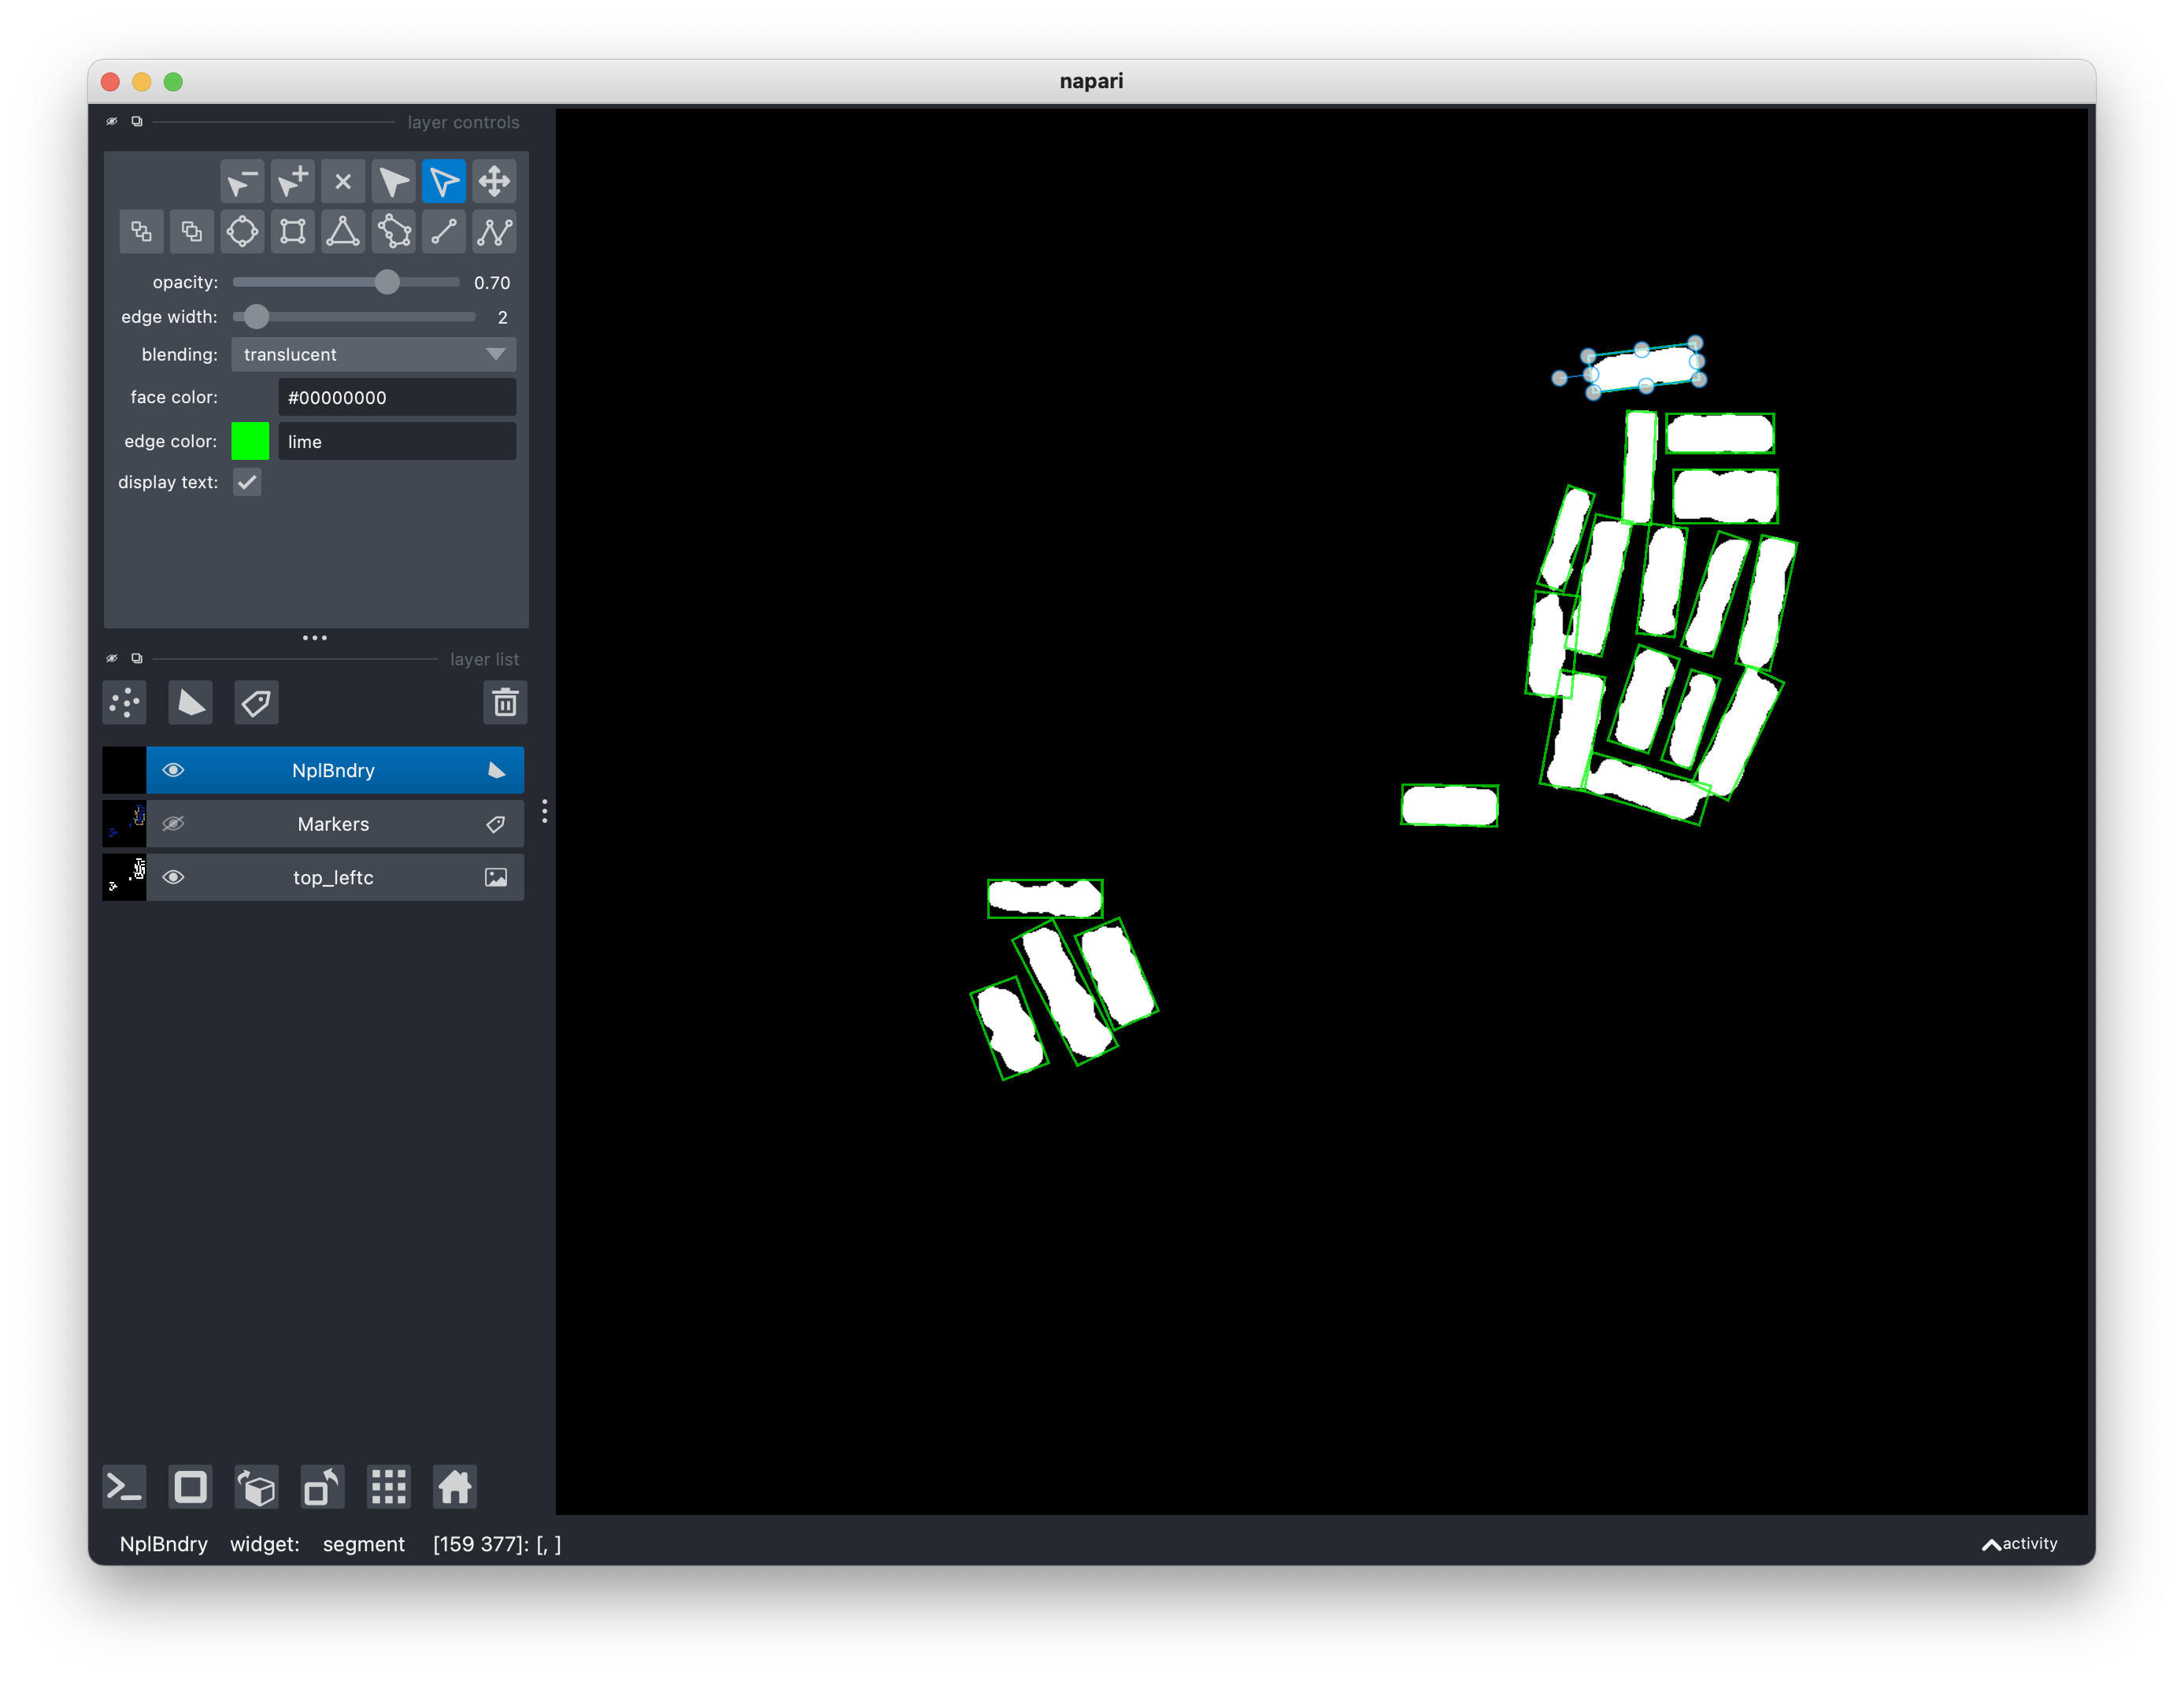 napari
layer controls
opacity: 0.70
edge width: 2
blending: translucent
face color: #00000000
edge color: lime
display text:
layer list
NplBndry
Markers
top_leftc
NplBndry widget: segment [159 377]: [, ]
activity